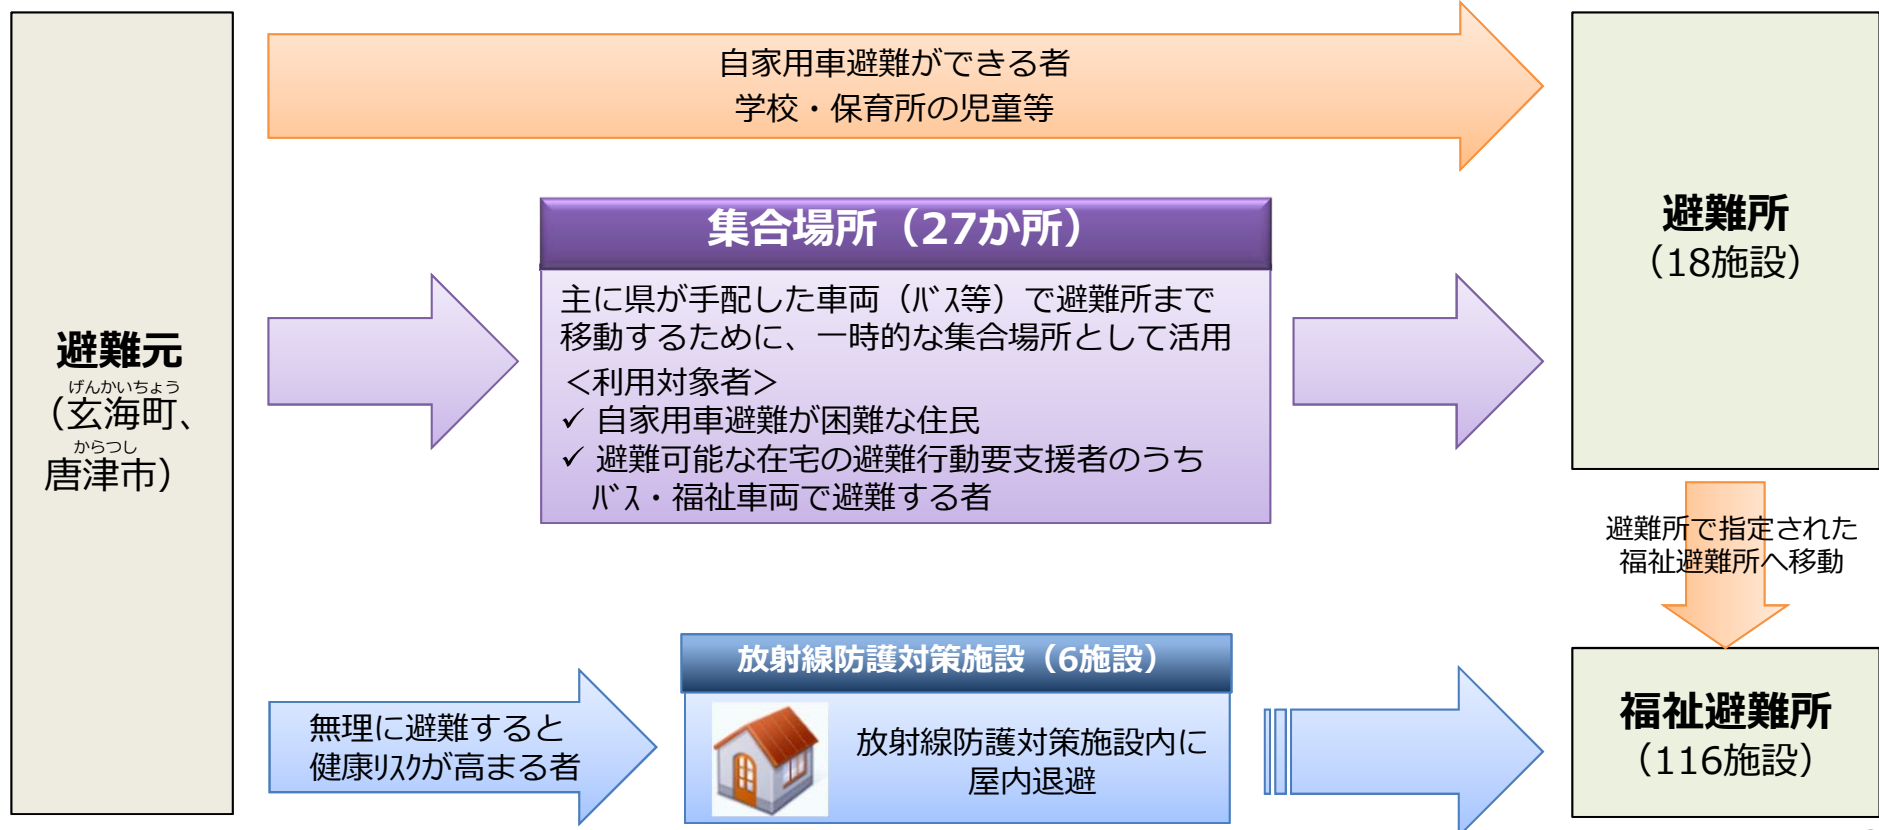 自家用車避難ができる者
学校・保育所の児童等
避難元
げんかいちょう
（玄海町、
からつし
唐津市）
集合場所（27か所）
主に県が手配した車両（ﾊﾞｽ等）で避難所まで
移動するために、一時的な集合場所として活用
＜利用対象者＞
✓ 自家用車避難が困難な住民
✓ 避難可能な在宅の避難行動要支援者のうち
ﾊﾞｽ・福祉車両で避難する者
避難所
（18施設）
避難所で指定された
福祉避難所へ移動
無理に避難すると
健康ﾘｽｸが高まる者
放射線防護対策施設（6施設）
放射線防護対策施設内に
屋内退避
福祉避難所
（116施設）